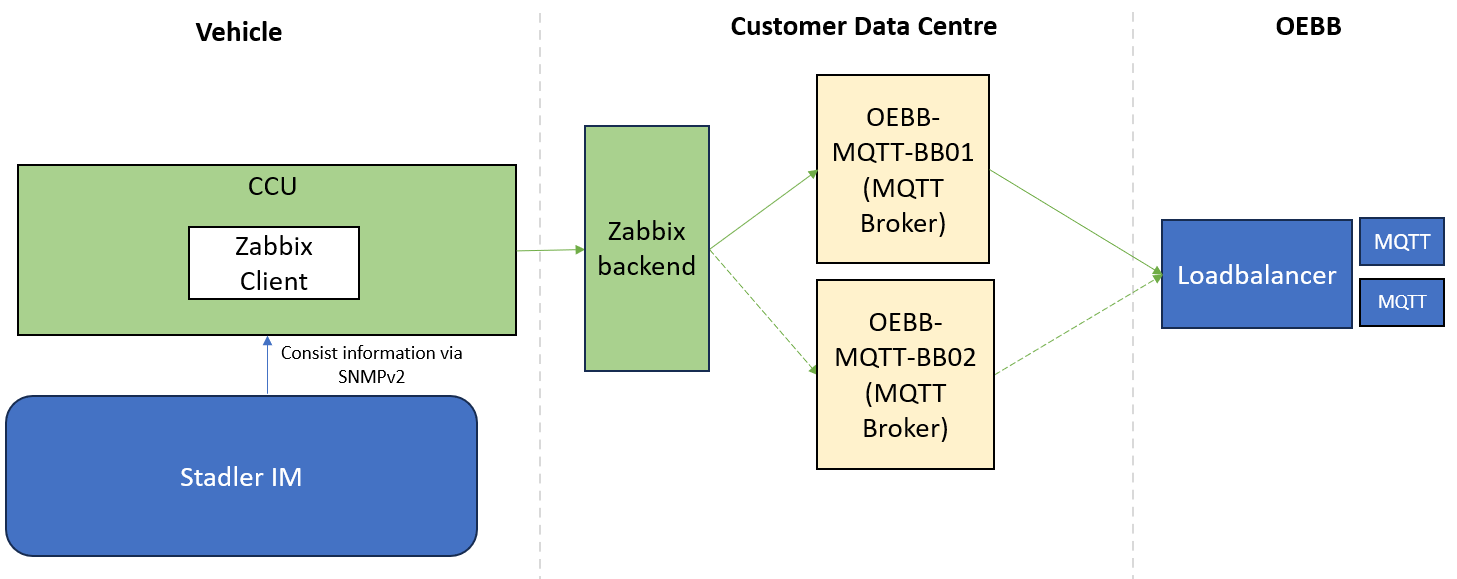 Vehicle
Customer Data Centre
OEBB
CCU
Zabbix
Client
Consist information via
SNMPv2
Stadler IM
Zabbix
backend
OEBB-
MQTT-BB01
(MQTT
Broker)
OEBB-
MQTT-BB02
(MQTT
Broker)
Loadbalancer
MQTT
MQTT